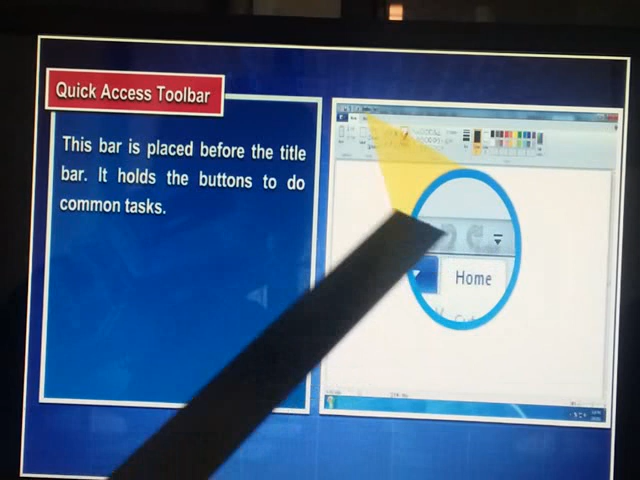 Quick Access Toolbar
This bar is placed before the title
bar. It holds the buttons to do
common tasks.
Home